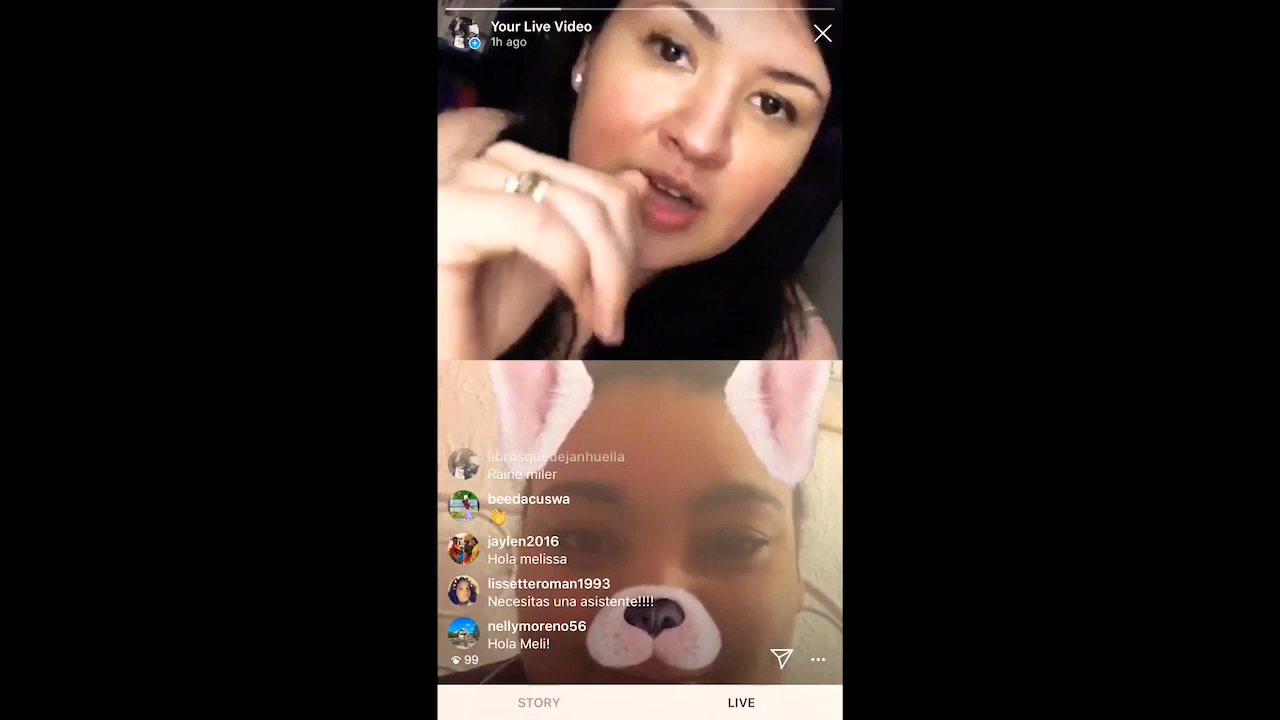 Your Live Video
1h ago
librosquedejanhuella
Raine miler
beedacuswa
jaylen2016
Hola melissa
lissetteroman1993
Necesitas una asistente!!!!
nellymoreno56
Hola Meli!
99
STORY
LIVE